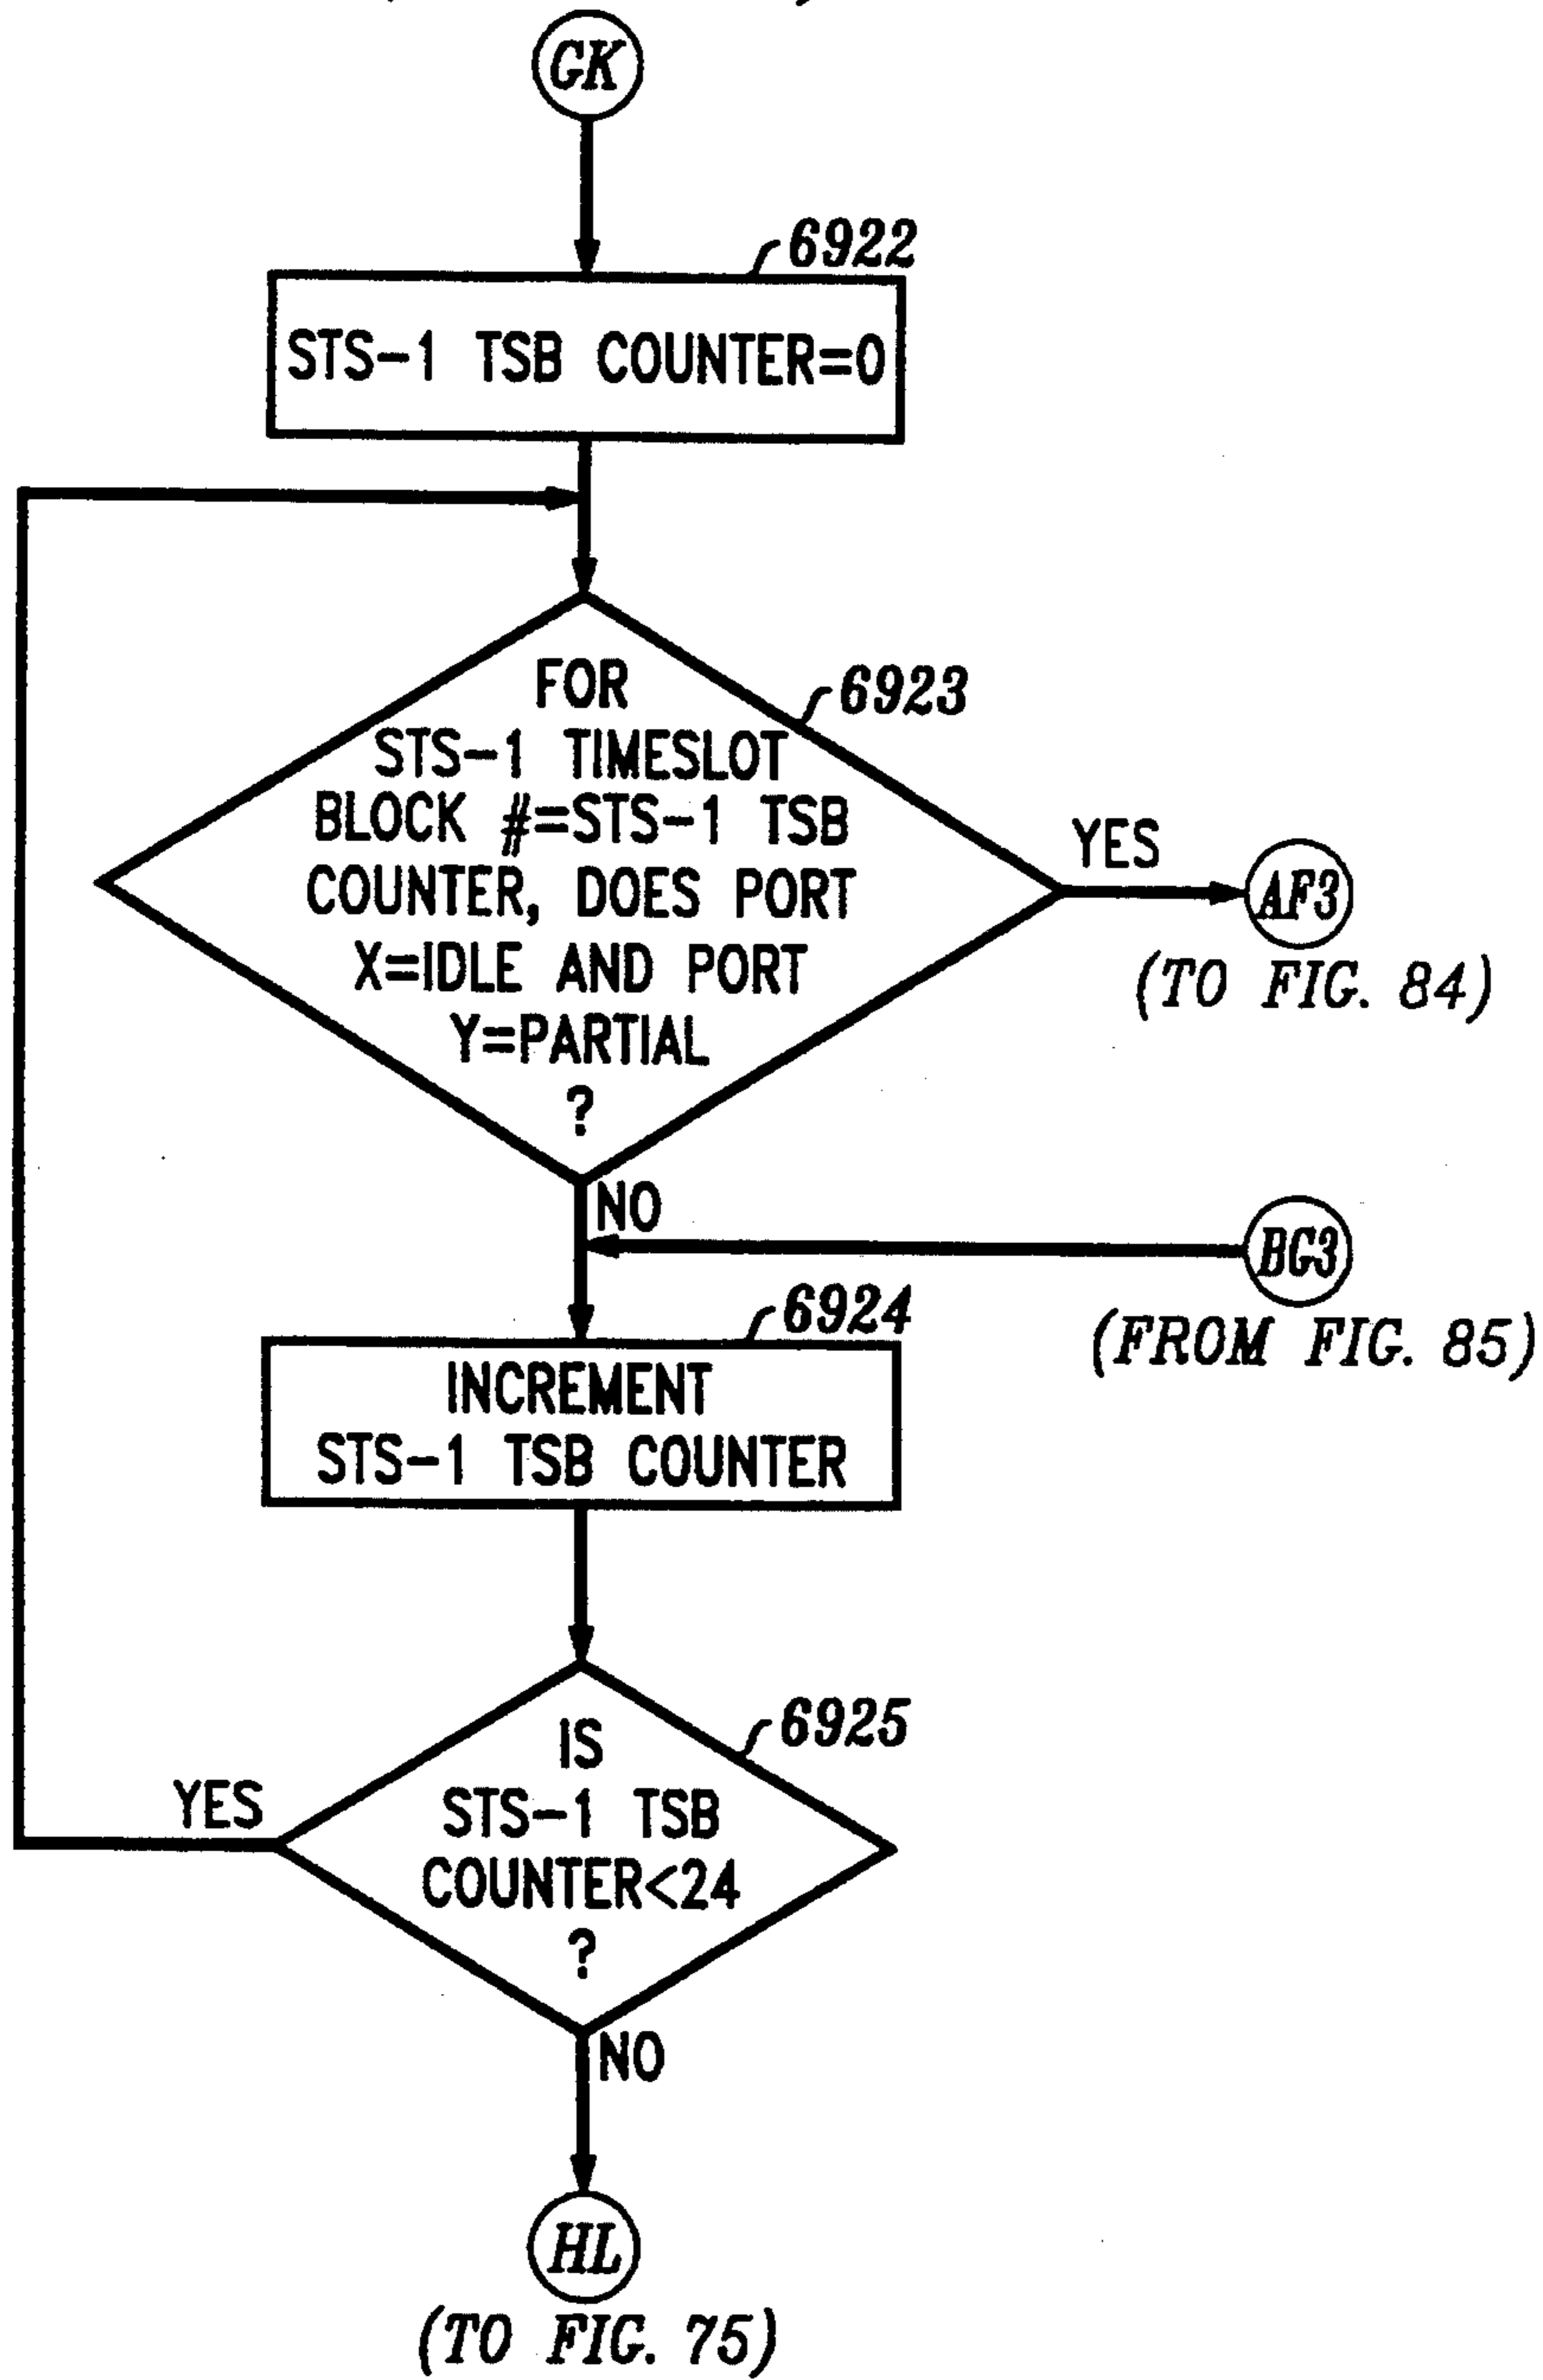 GK
6922
STS-1 TSB COUNTER=0
FOR
6923
STS-1 TIMESLOT
BLOCK #=STS-1 TSB
COUNTER, DOES PORT
X=IDLE AND PORT
Y=PARTIAL
?
YES
AF3
(TO FIG. 84)
NO
BG3
(FROM FIG. 85)
6924
INCREMENT
STS-1 TSB COUNTER
6925
IS
STS-1 TSB
COUNTER<24
?
YES
NO
HL
(TO FIG. 75)